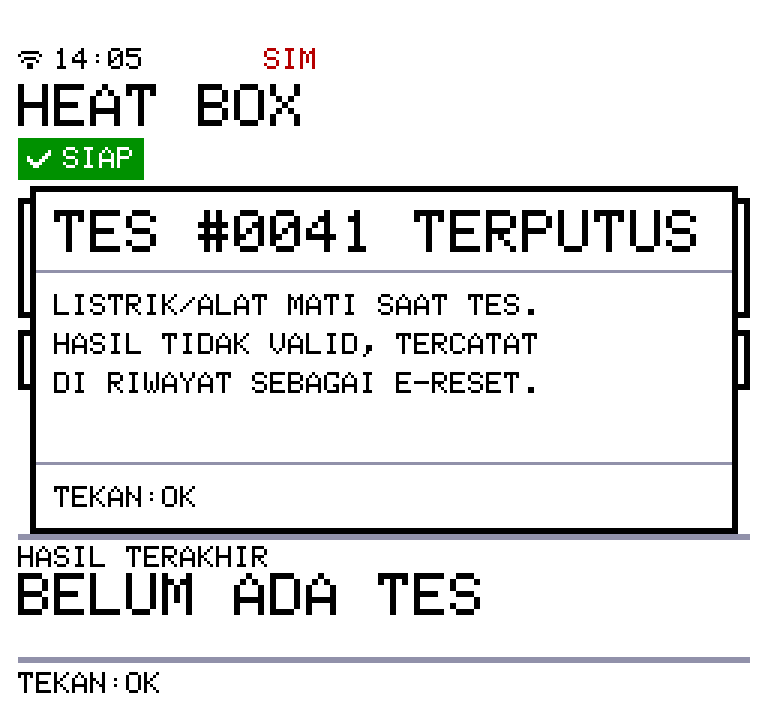 14:05 SIM
HEAT BOX
SIAP
TES #0041 TERPUTUS
LISTRIK/ALAT MATI SAAT TES.
HASIL TIDAK VALID, TERCATAT
DI RIWAYAT SEBAGAI E-RESET.
TEKAN:OK
HASIL TERAKHIR
BELUM ADA TES
TEKAN:OK